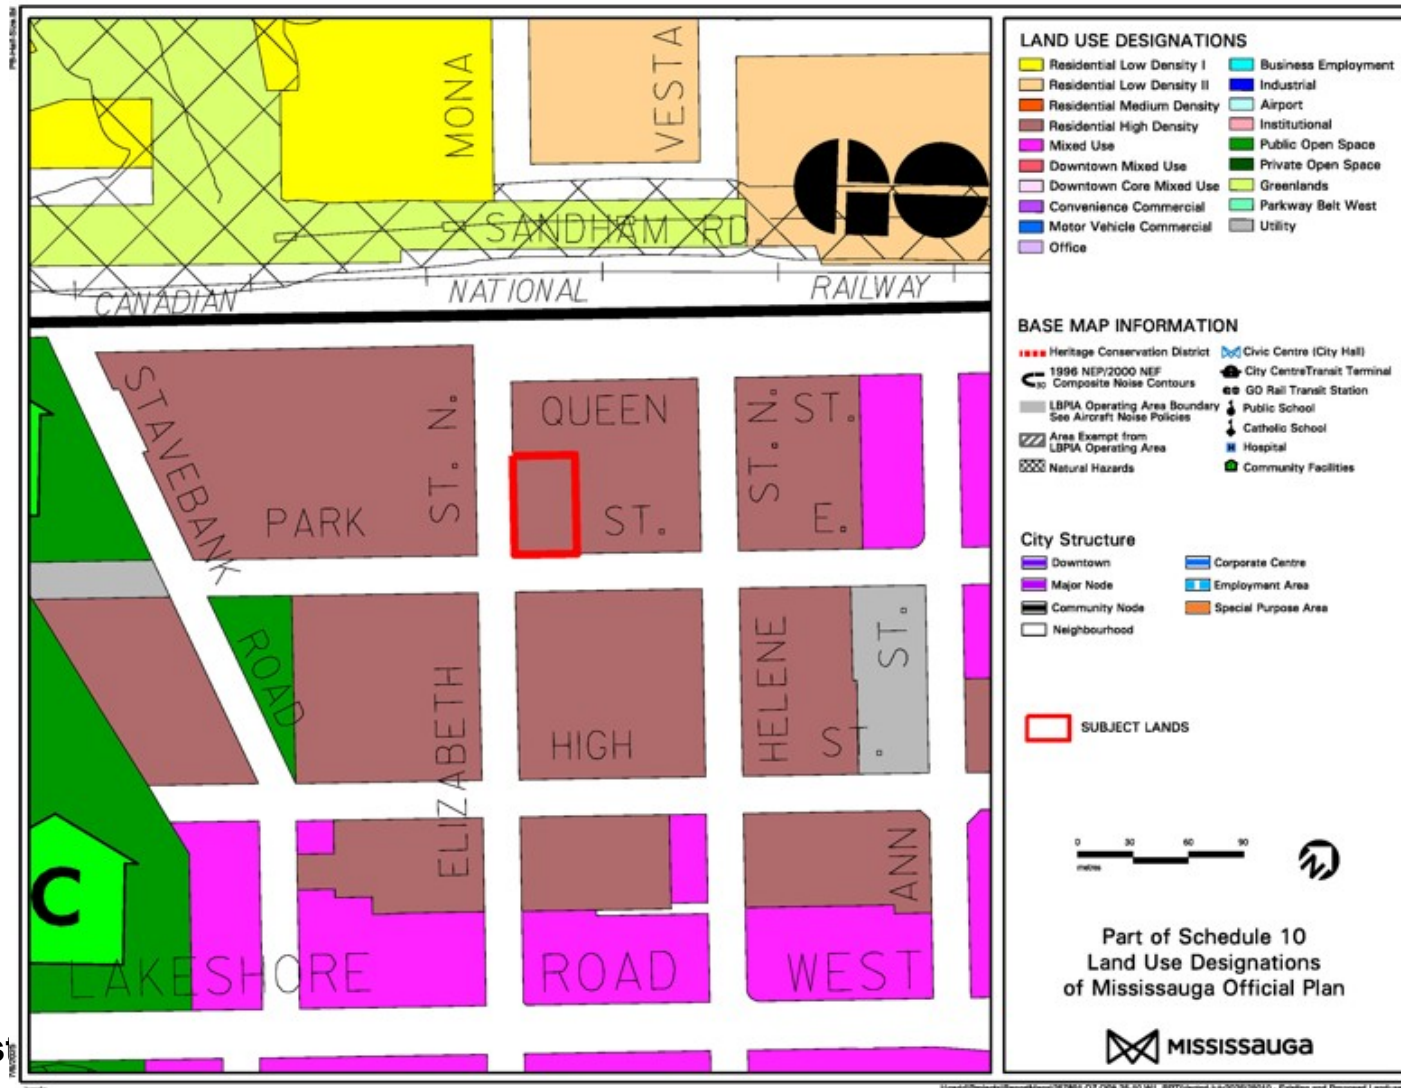 MONA
VESTA
SANDHAM RD.
CANADIAN NATIONAL RAILWAY
STAVEBANK
ST. N.
QUEEN
ST. N.
ST.
PARK
ST.
E.
ROAD
ELIZABETH
HIGH
HELENE
ST.
ST.
ANN
C
LAKESHORE ROAD WEST
LAND USE DESIGNATIONS
Residential Low Density I
Residential Low Density II
Residential Medium Density
Residential High Density
Mixed Use
Downtown Mixed Use
Downtown Core Mixed Use
Convenience Commercial
Motor Vehicle Commercial
Office
Business Employment
Industrial
Airport
Institutional
Public Open Space
Private Open Space
Greenlands
Parkway Belt West
Utility
BASE MAP INFORMATION
Heritage Conservation District
1996 NEP/2000 NEF
Composite Noise Contours
LBPIA Operating Area Boundary
See Aircraft Noise Policies
Area Exempt from
LBPIA Operating Area
Natural Hazards
Civic Centre (City Hall)
City CentreTransit Terminal
GO Rail Transit Station
Public School
Catholic School
Hospital
Community Facilities
City Structure
Downtown
Major Node
Community Node
Neighbourhood
Corporate Centre
Employment Area
Special Purpose Area
SUBJECT LANDS
0 30 60 90
metres
Part of Schedule 10
Land Use Designations
of Mississauga Official Plan
MISSISSAUGA